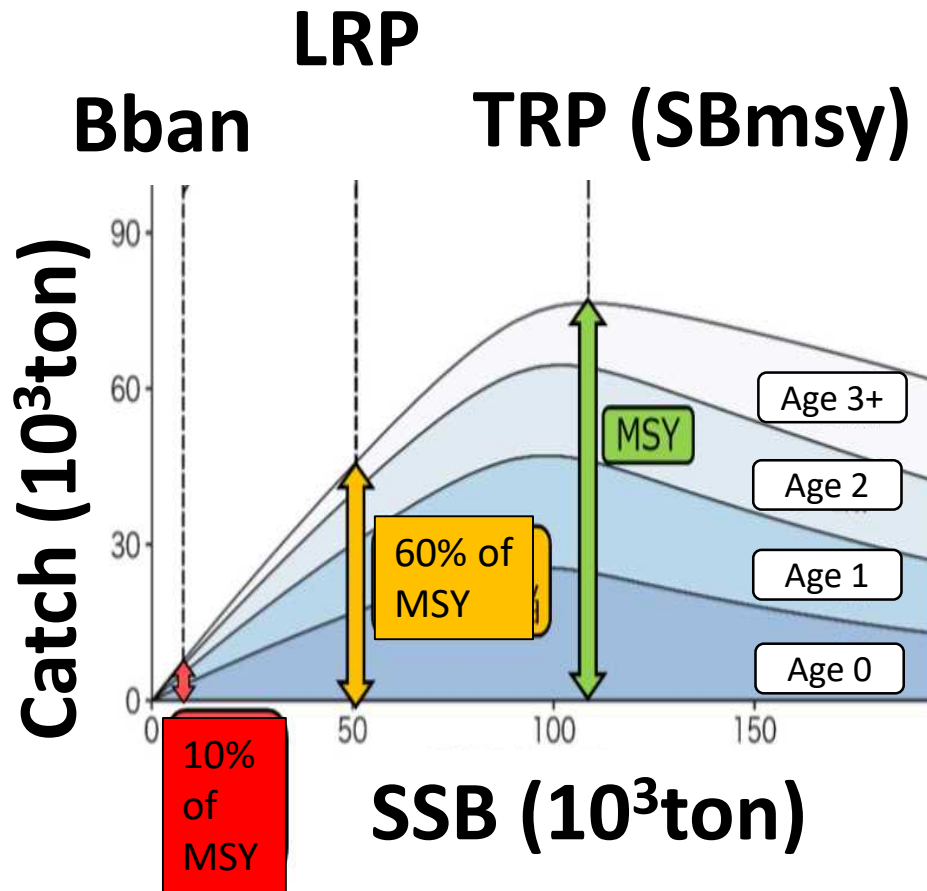 LRP
Bban
TRP (SBmsy)
Catch (10³ton)
90
60
30
0
Age 3+
MSY
Age 2
60% of
MSY
Age 1
Age 0
0
50
100
150
10%
of
MSY
SSB (10³ton)